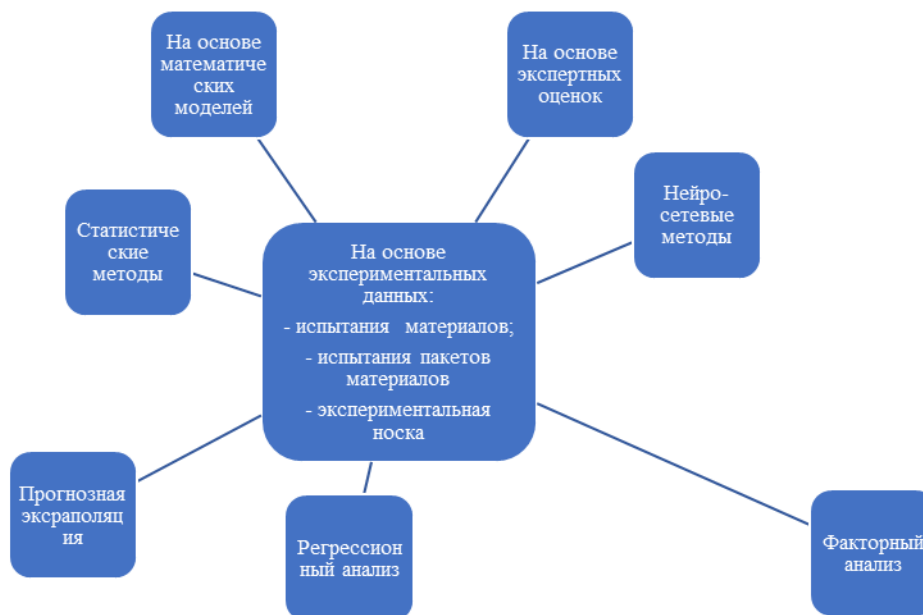 На основе
математиче
ских
моделей
На основе
экспертных
оценок
Нейро-
сетевые
методы
Статистиче
ские
методы
На основе
экспериментальных
данных:
- испытания материалов;
- испытания пакетов
материалов
- экспериментальная
носка
Прогнозная
эксраполяц
ия
Регрессион
ный анализ
Факторный
анализ